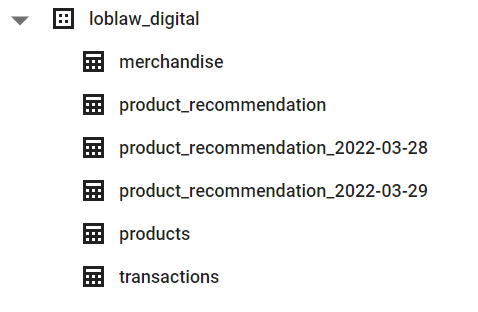 loblaw_digital
merchandise
product_recommendation
product_recommendation_2022-03-28
product_recommendation_2022-03-29
products
transactions